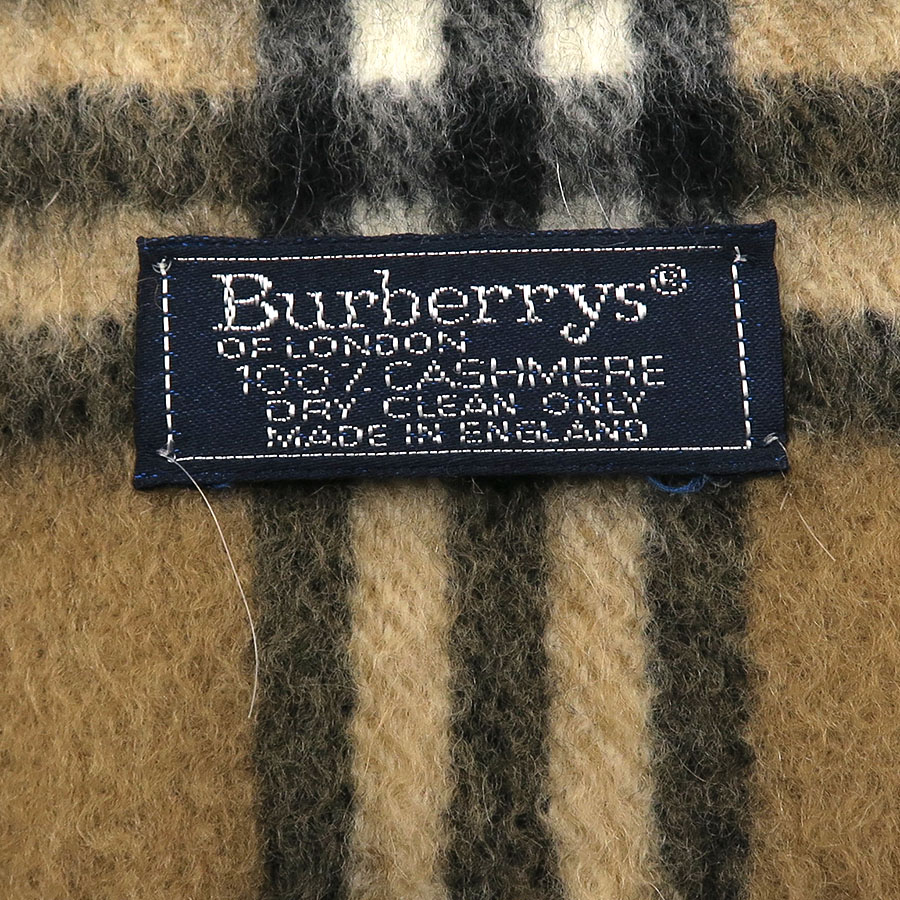 Burberrys®
OF LONDON
100% CASHMERE
DRY CLEAN ONLY
MADE IN ENGLAND